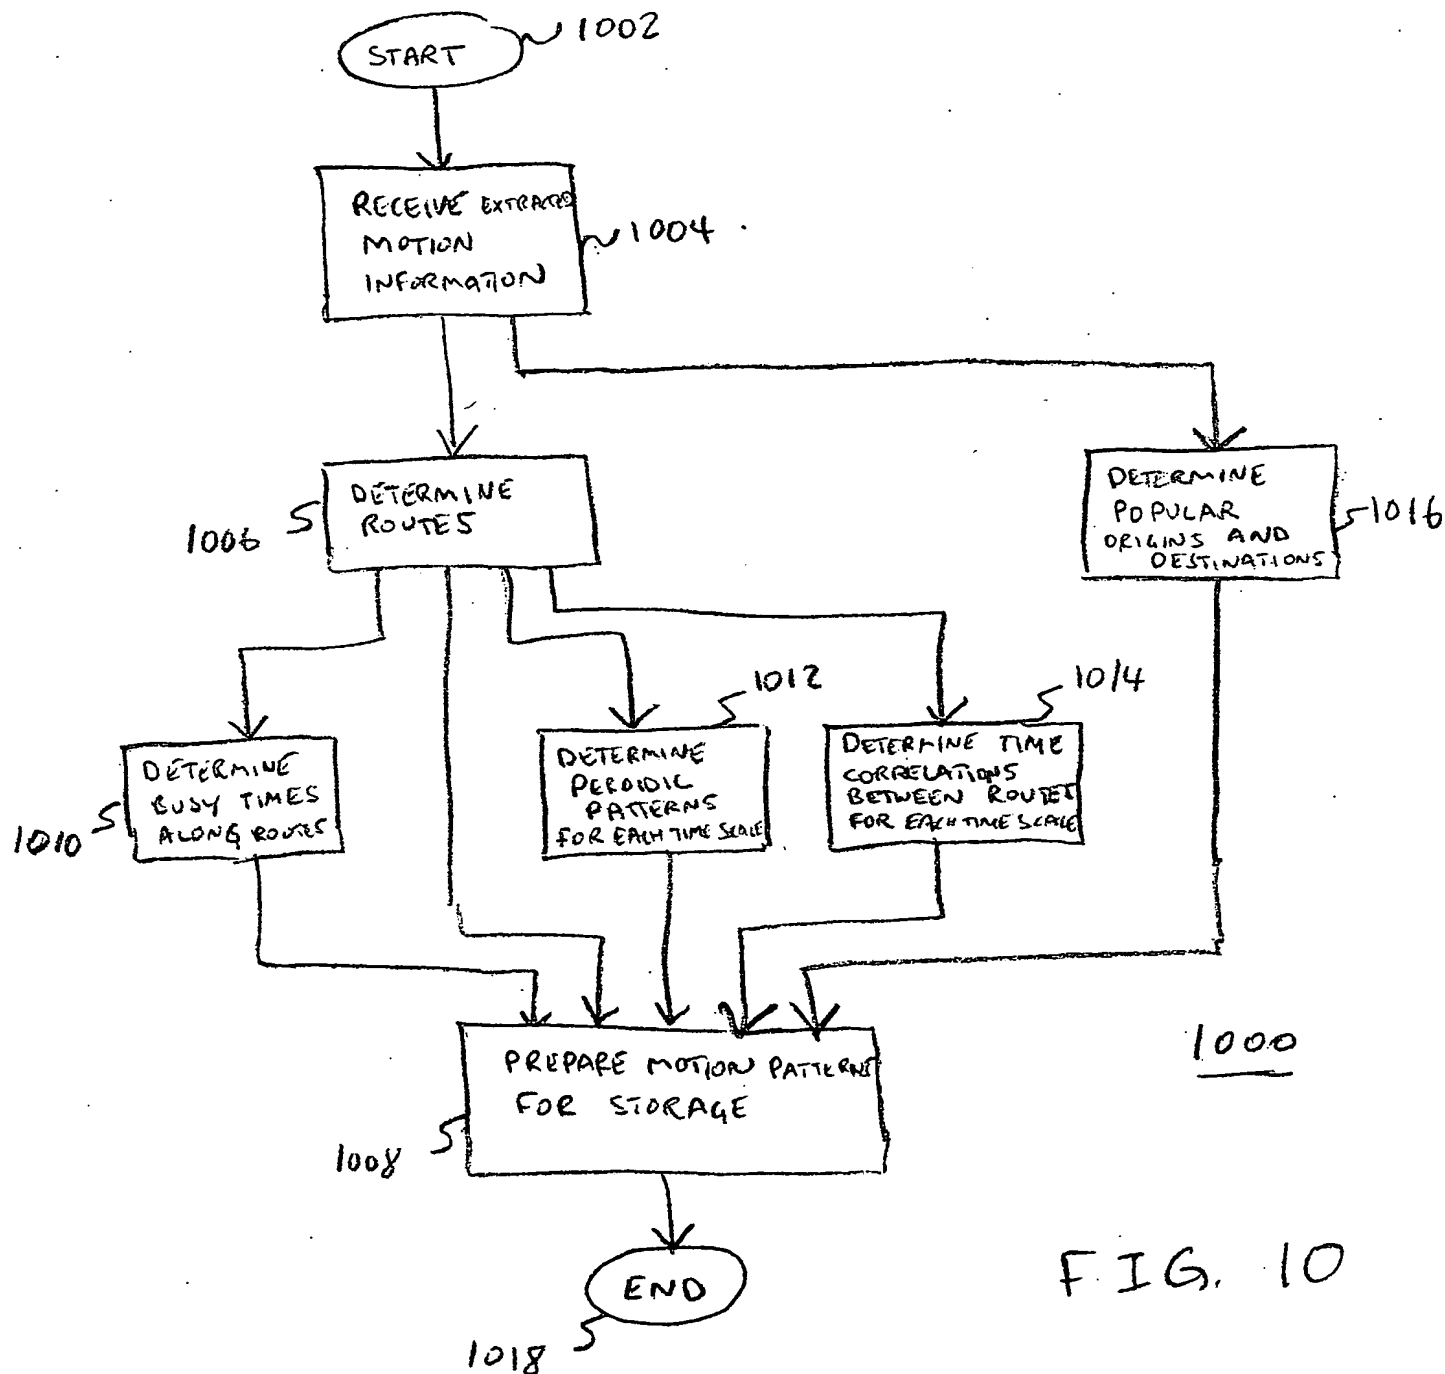 START
1002
RECEIVE EXTRACTED
MOTION
INFORMATION
1004
DETERMINE
ROUTES
1006
DETERMINE
POPULAR
ORIGINS AND
DESTINATIONS
1016
1012
1014
DETERMINE
BUSY TIMES
ALONG ROUTES
1010
DETERMINE
PEROIDIC
PATTERNS
FOR EACH TIME SCALE
DETERMINE TIME
CORRELATIONS
BETWEEN ROUTES
FOR EACH TIME SCALE
PREPARE MOTION PATTERNS
FOR STORAGE
1008
1000
END
1018
FIG. 10